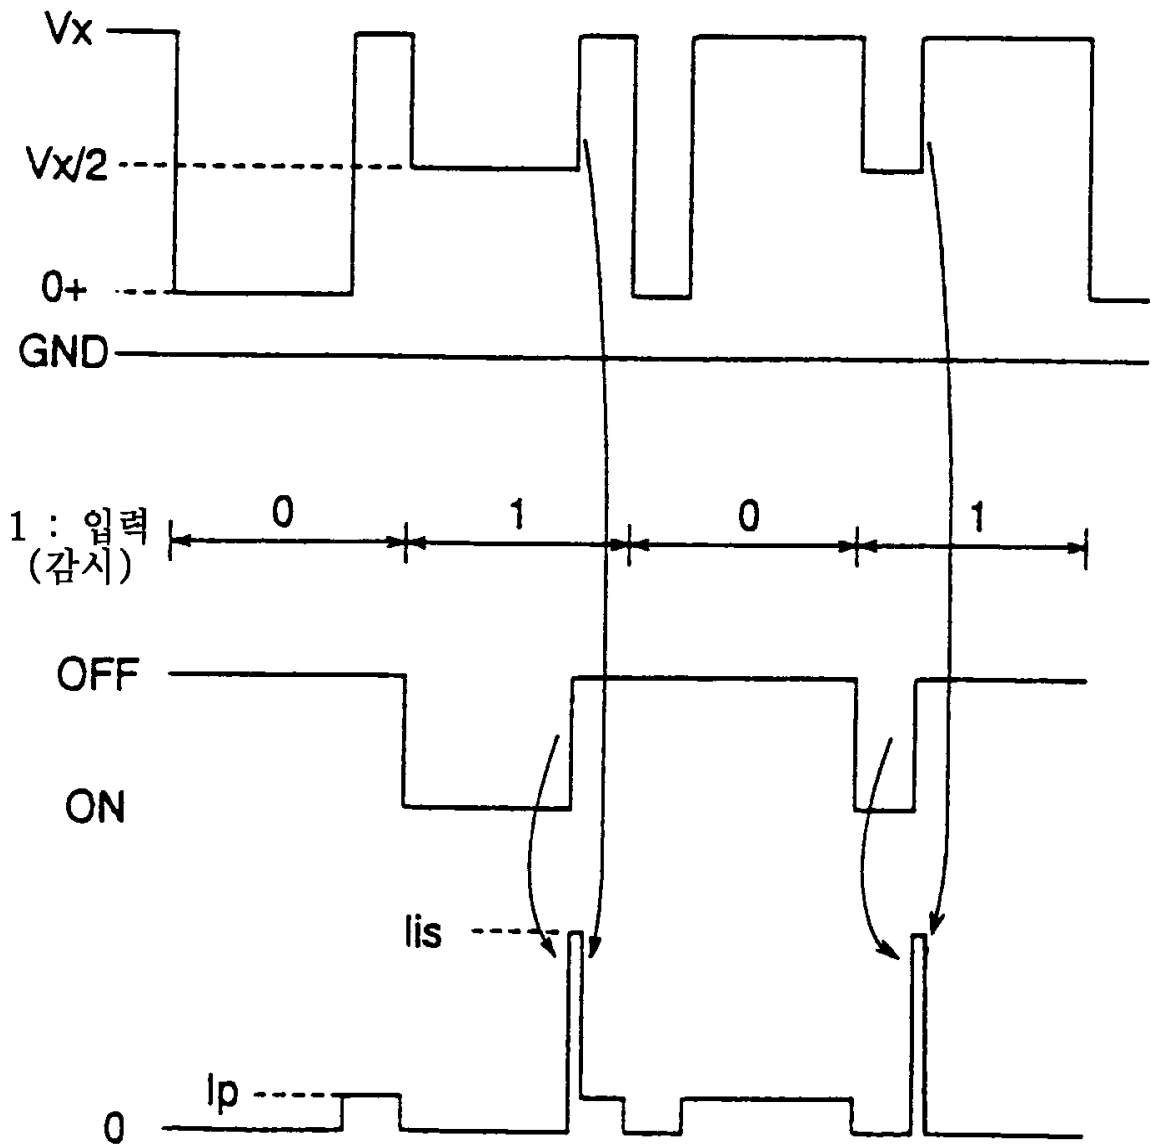 Vx
Vx/2
0+
GND
1 : 입력
(감시)
0 1 0 1
OFF
ON
Iis
Ip
0